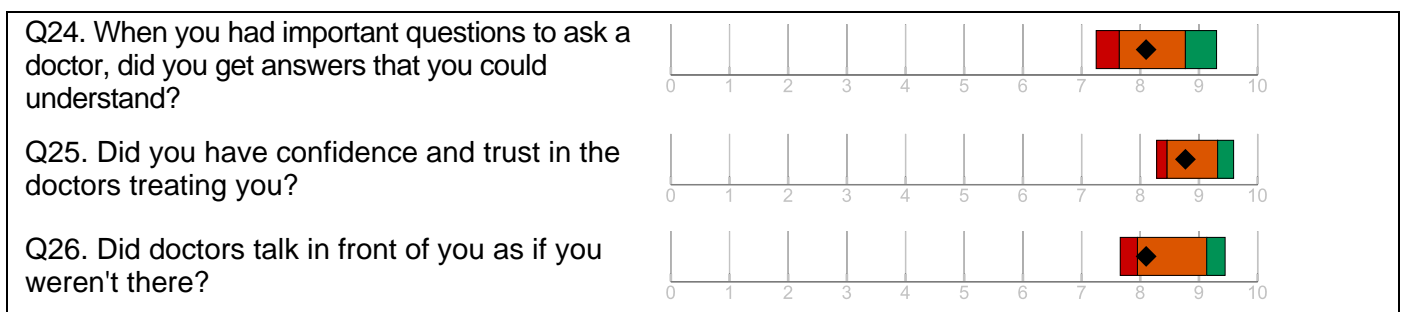 Q24. When you had important questions to ask a
doctor, did you get answers that you could
understand?
0 1 2 3 4 5 6 7 8 9 10
Q25. Did you have confidence and trust in the
doctors treating you?
0 1 2 3 4 5 6 7 8 9 10
Q26. Did doctors talk in front of you as if you
weren't there?
0 1 2 3 4 5 6 7 8 9 10